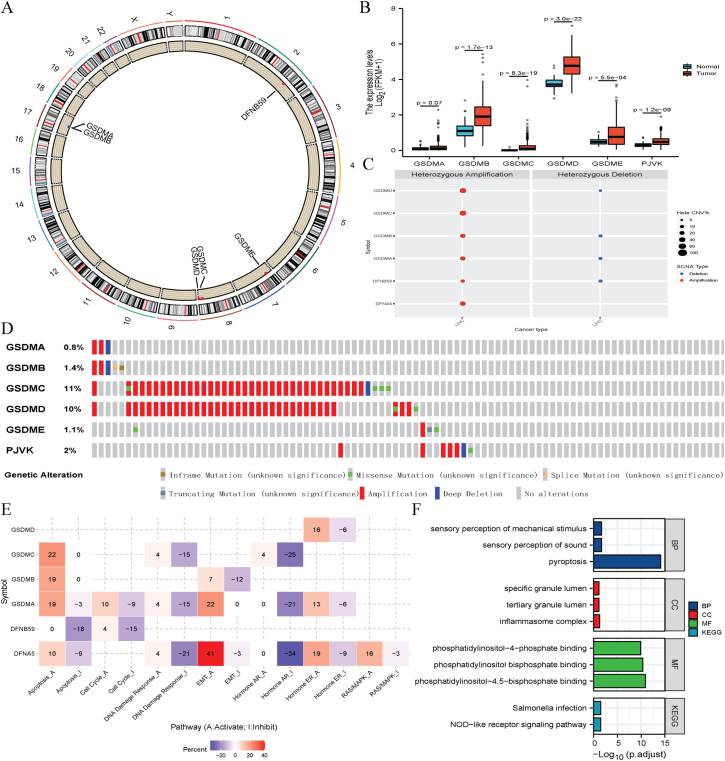 A
X
Y
1
2
3
4
5
6
7
8
9
10
11
12
13
14
15
16
17
18
19
20
21
22
DFNB59
GSDMA
GSDMB
GSDMC
GSDMD
GSDME
B
The expression levels
Log2(FPKM+1)
8
6
4
2
0
p = 0.07
p = 1.7e-13
p = 8.3e-19
p = 3.0e-22
p = 5.5e-04
p = 1.2e-09
GSDMA
GSDMB
GSDMC
GSDMD
GSDME
PJVK
Normal
Tumor
C
Heterozygous Amplification
Heterozygous Deletion
Symbol
GSDMD
GSDMC
GSDMB
GSDMA
DFNB59
DFNA5
Cancer type
Hete CNV%
5
10
20
40
60
100
SCNA Type
Deletion
Amplification
D
GSDMA 0.8%
GSDMB 1.4%
GSDMC 11%
GSDMD 10%
GSDME 1.1%
PJVK 2%
Genetic Alteration
Inframe Mutation (unknown significance)
Missense Mutation (unknown significance)
Splice Mutation (unknown significance)
Truncating Mutation (unknown significance)
Amplification
Deep Deletion
No alterations
E
Symbol
GSDMD 16 −6
GSDMC 22 0 4 −15 4 −25
GSDMB 19 0 7 −12
GSDMA 19 −3 10 −9 4 −15 22 0 0 −21 13 −6
DFNB59 0 −18 4 −15
DFNA5 10 −9 4 −21 41 −3 0 −34 19 −9 16 −3
Apoptosis_A
Apoptosis_I
Cell Cycle_A
Cell Cycle_I
DNA Damage Response_A
DNA Damage Response_I
EMT_A
EMT_I
Hormone AR_A
Hormone AR_I
Hormone ER_A
Hormone ER_I
RAS/MAPK_A
RAS/MAPK_I
Pathway (A:Activate; I:Inhibit)
Percent
−20 0 20 40
F
sensory perception of mechanical stimulus
sensory perception of sound
pyroptosis
BP
specific granule lumen
tertiary granule lumen
inflammasome complex
CC
phosphatidylinositol−4−phosphate binding
phosphatidylinositol bisphosphate binding
phosphatidylinositol−4,5−bisphosphate binding
MF
Salmonella infection
NOD−like receptor signaling pathway
KEGG
0 5 10 15
−Log10 (p.adjust)
BP
CC
MF
KEGG